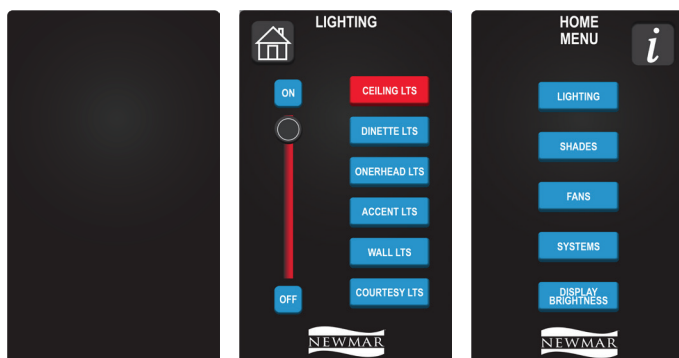 LIGHTING
ON
CEILING LTS
DINETTE LTS
ONERHEAD LTS
ACCENT LTS
WALL LTS
OFF
COURTESY LTS
NEWMAR
HOME
MENU
i
LIGHTING
SHADES
FANS
SYSTEMS
DISPLAY
BRIGHTNESS
NEWMAR